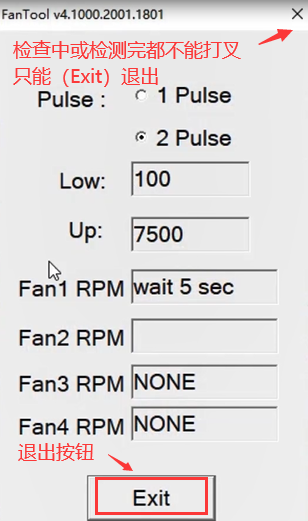 FanTool v4.1000.2001.1801
检查中或检测完都不能打叉
只能（Exit）退出
Pulse :
1 Pulse
2 Pulse
Low: 100
Up: 7500
Fan1 RPM wait 5 sec
Fan2 RPM
Fan3 RPM NONE
Fan4 RPM NONE
退出按钮
Exit